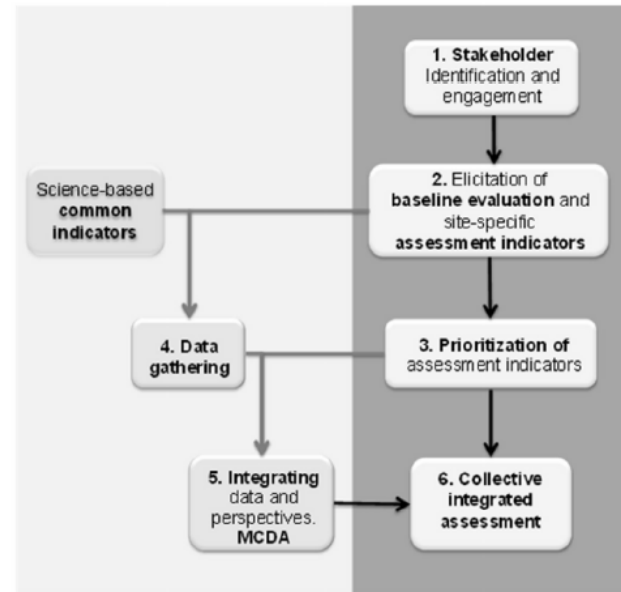 1. Stakeholder
Identification and
engagement
Science-based
common
indicators
2. Elicitation of
baseline evaluation and
site-specific
assessment indicators
4. Data
gathering
3. Prioritization of
assessment indicators
5. Integrating
data and
perspectives.
MCDA
6. Collective
integrated
assessment